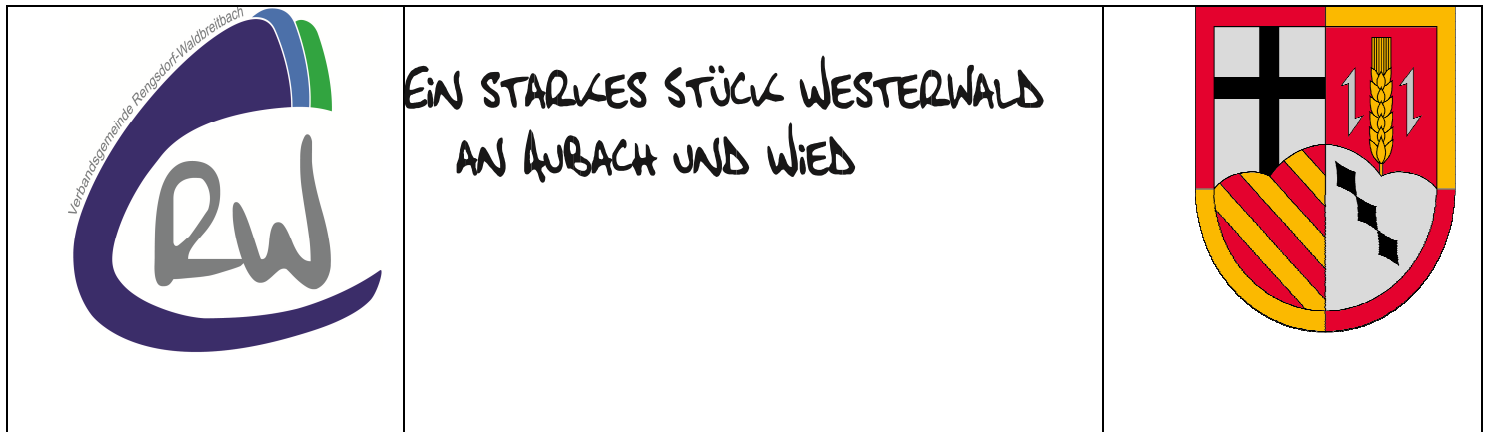 Verbandsgemeinde Rengsdorf-Waldbreitbach
RW
EiN STARKES STÜCK WESTERWALD
AN AUBACH UND WiED